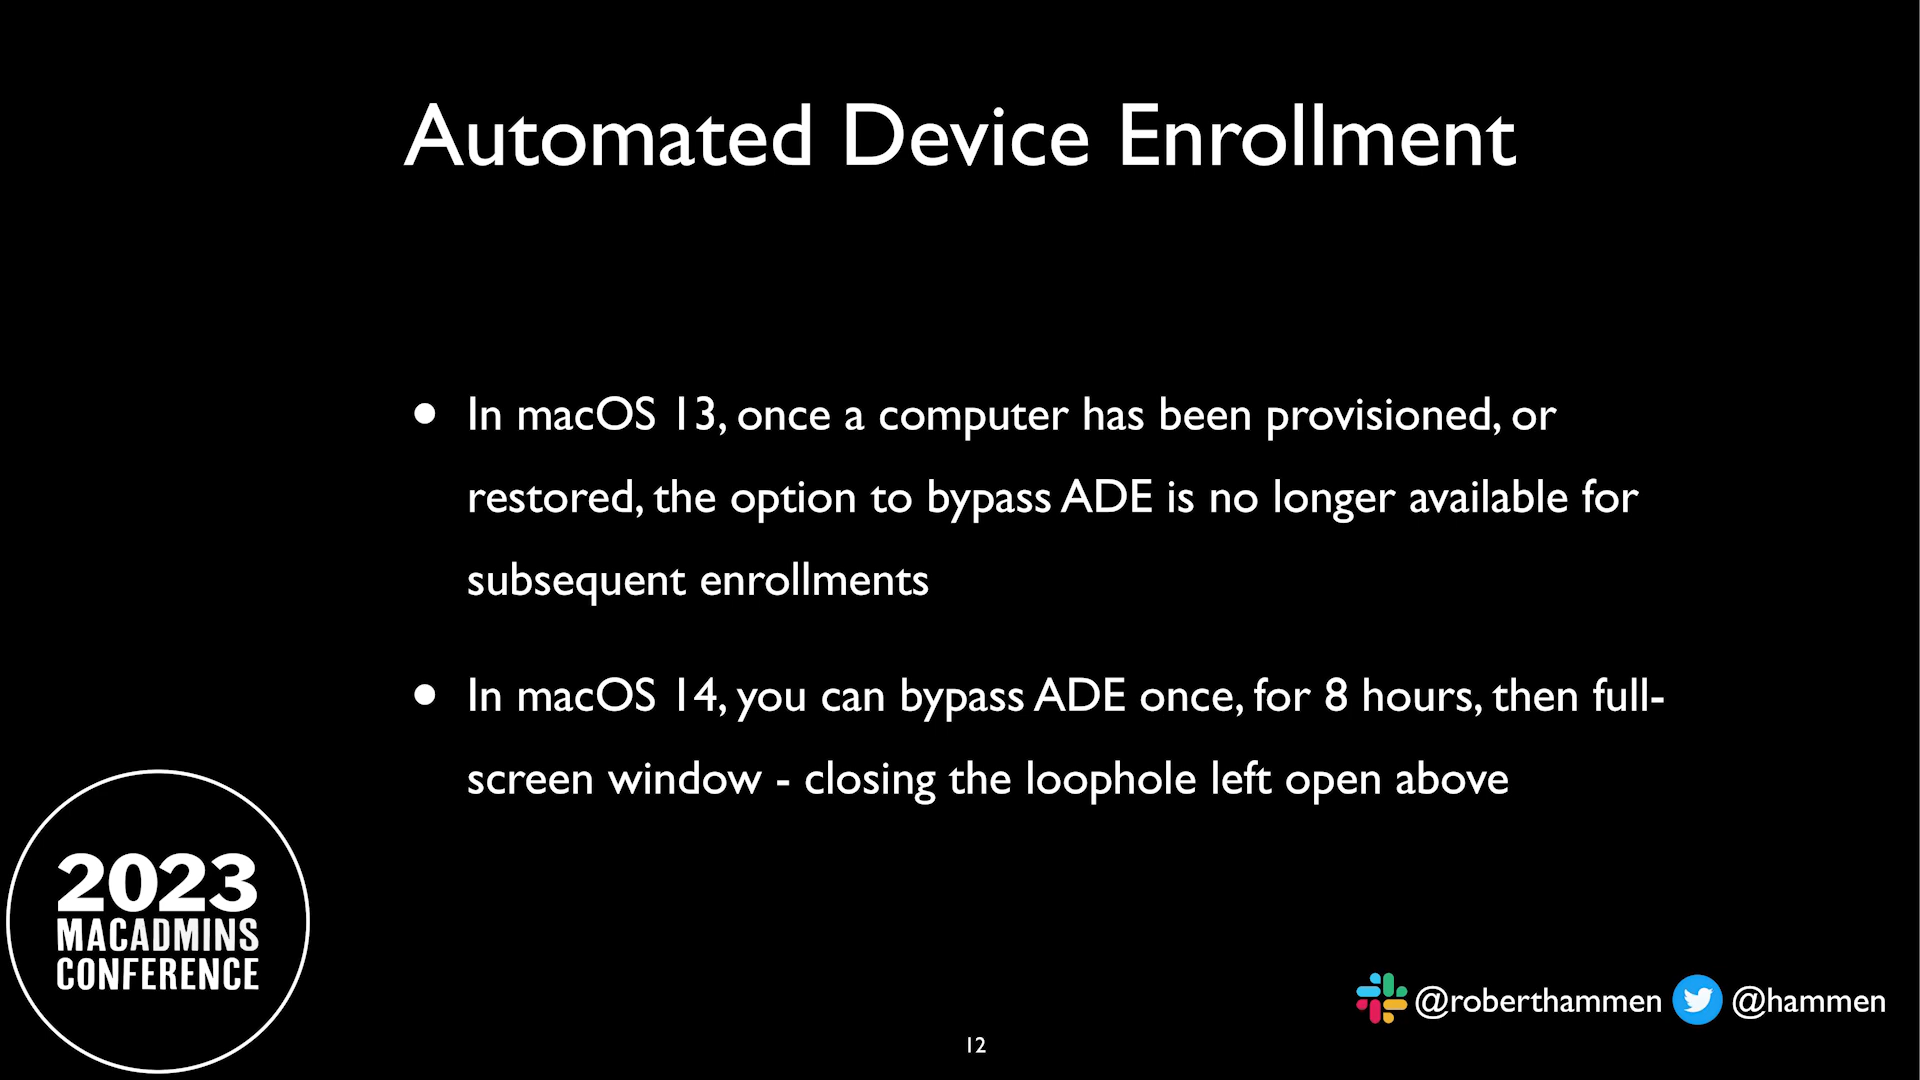 Automated Device Enrollment
• In macOS 13, once a computer has been provisioned, or
restored, the option to bypass ADE is no longer available for
subsequent enrollments
• In macOS 14, you can bypass ADE once, for 8 hours, then full-
screen window - closing the loophole left open above
2023
MACADMINS
CONFERENCE
@roberthammen @hammen
12